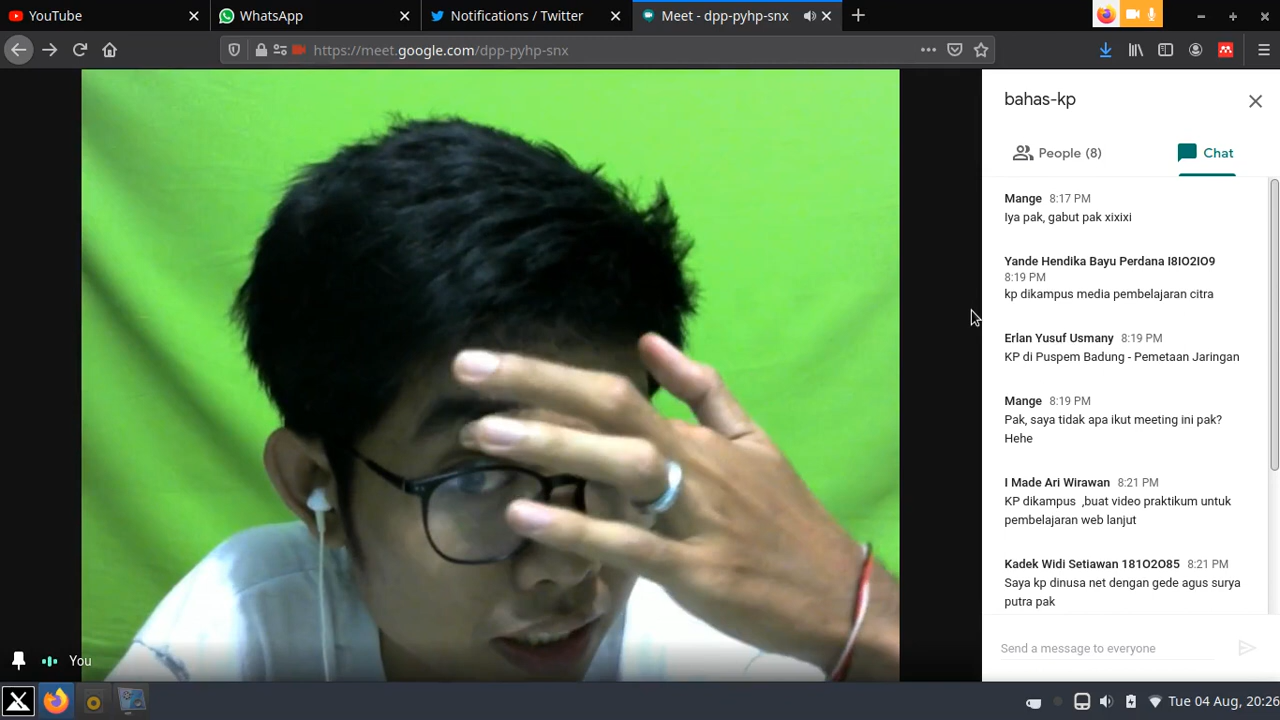 YouTube
WhatsApp
Notifications / Twitter
Meet - dpp-pyhp-snx
https://meet.google.com/dpp-pyhp-snx
bahas-kp
People (8)
Chat
Mange 8:17 PM
Iya pak, gabut pak xixixi
Yande Hendika Bayu Perdana I8IO2IO9
8:19 PM
kp dikampus media pembelajaran citra
Erlan Yusuf Usmany 8:19 PM
KP di Puspem Badung - Pemetaan Jaringan
Mange 8:19 PM
Pak, saya tidak apa ikut meeting ini pak?
Hehe
I Made Ari Wirawan 8:21 PM
KP dikampus ,buat video praktikum untuk
pembelajaran web lanjut
Kadek Widi Setiawan 181O2O85 8:21 PM
Saya kp dinusa net dengan gede agus surya
putra pak
Send a message to everyone
You
Tue 04 Aug, 20:26